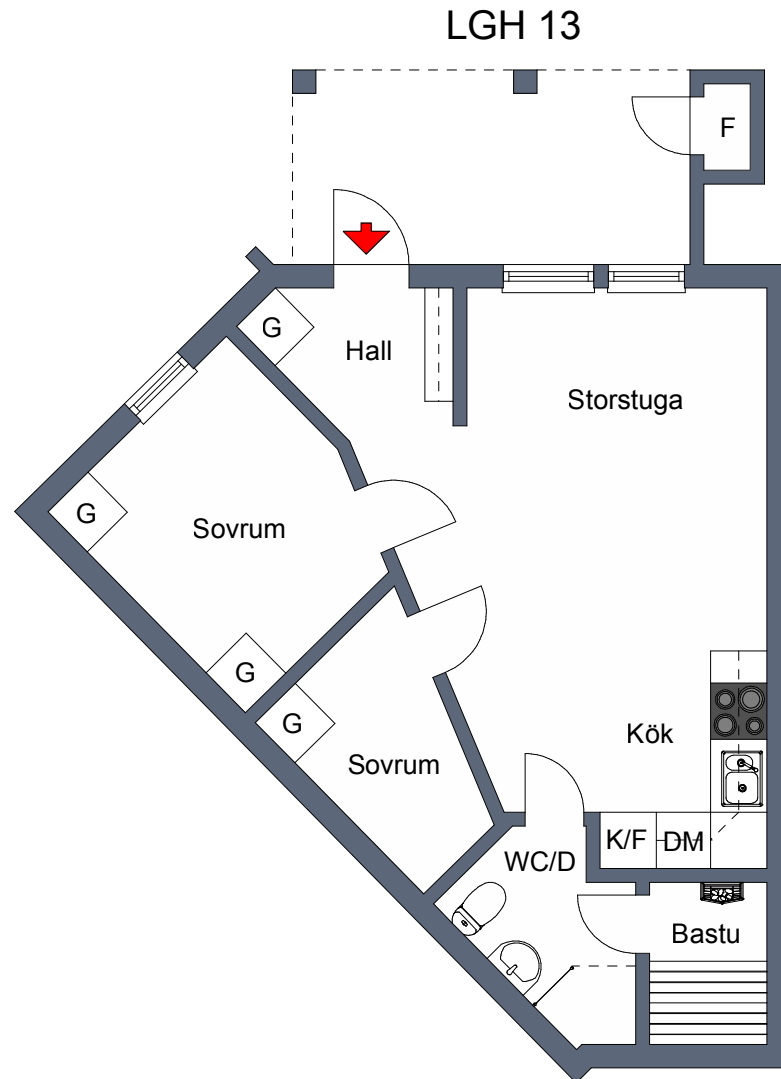 LGH 13
F
G
Hall
Storstuga
G
Sovrum
G
G
Kök
Sovrum
K/F
DM
WC/D
Bastu